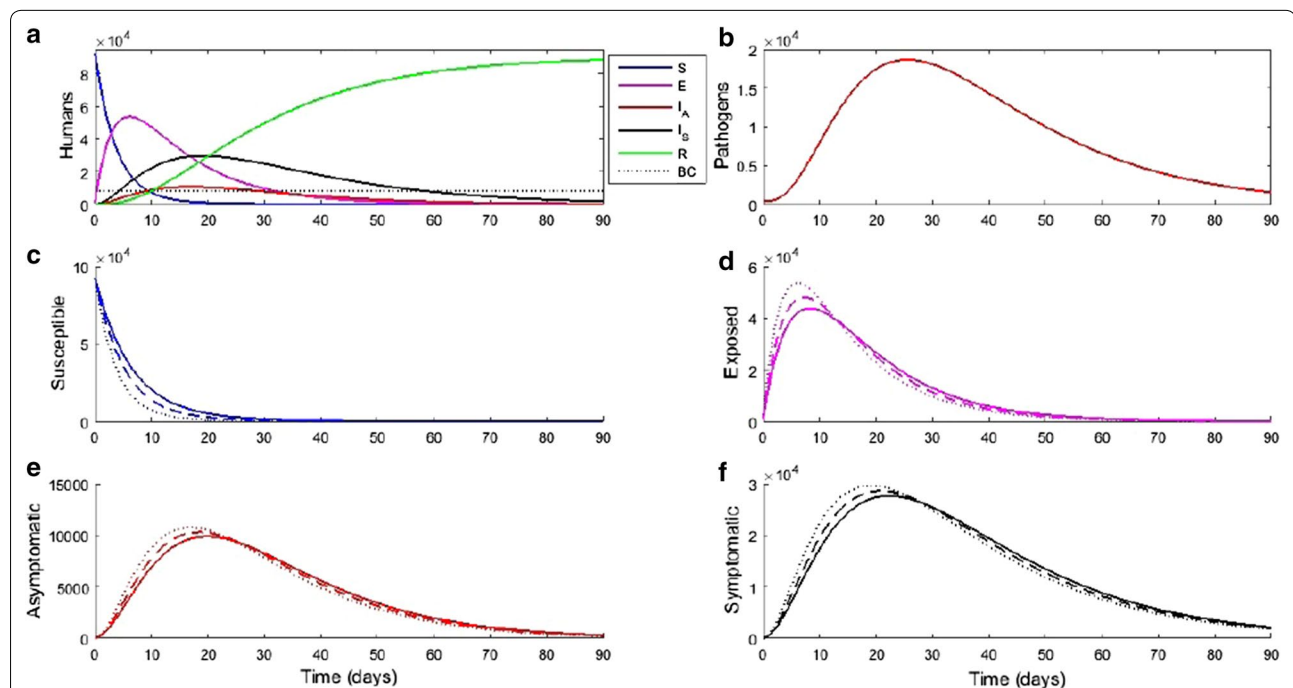 a
× 10⁴
8
6
4
2
0
Humans
0 10 20 30 40 50 60 70 80 90
S
E
I_A
I_S
R
BC
b
× 10⁴
2
1.5
1
0.5
0
Pathogens
0 10 20 30 40 50 60 70 80 90
c
× 10⁴
10
5
0
Susceptible
0 10 20 30 40 50 60 70 80 90
d
× 10⁴
6
4
2
0
Exposed
0 10 20 30 40 50 60 70 80 90
e
15000
10000
5000
0
Asymptomatic
0 10 20 30 40 50 60 70 80 90
Time (days)
f
× 10⁴
3
2
1
0
Symptomatic
0 10 20 30 40 50 60 70 80 90
Time (days)